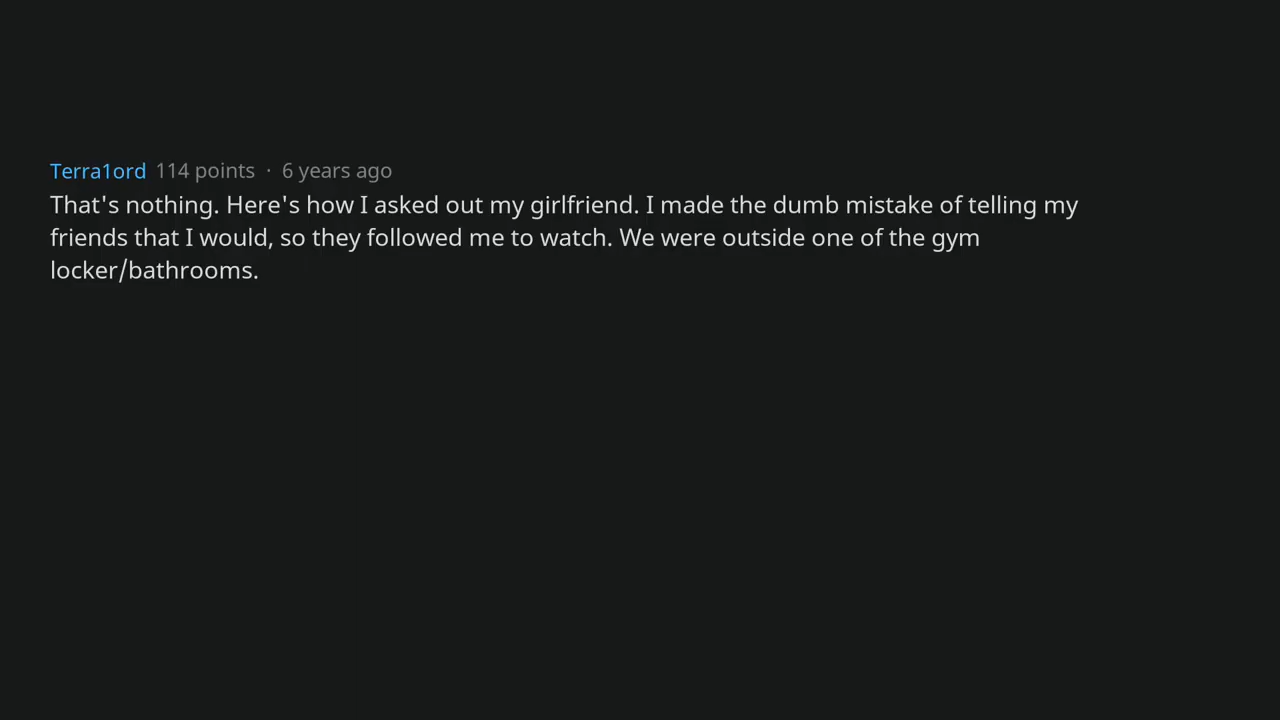 Terra1ord 114 points · 6 years ago
That's nothing. Here's how I asked out my girlfriend. I made the dumb mistake of telling my
friends that I would, so they followed me to watch. We were outside one of the gym
locker/bathrooms.